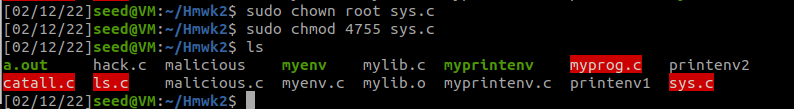 [02/12/22]seed@VM:~/Hmwk2$ sudo chown root sys.c
[02/12/22]seed@VM:~/Hmwk2$ sudo chmod 4755 sys.c
[02/12/22]seed@VM:~/Hmwk2$ ls
a.out hack.c malicious myenv mylib.c myprintenv myprog.c printenv2
catall.c ls.c malicious.c myenv.c mylib.o myprintenv.c printenv1 sys.c
[02/12/22]seed@VM:~/Hmwk2$